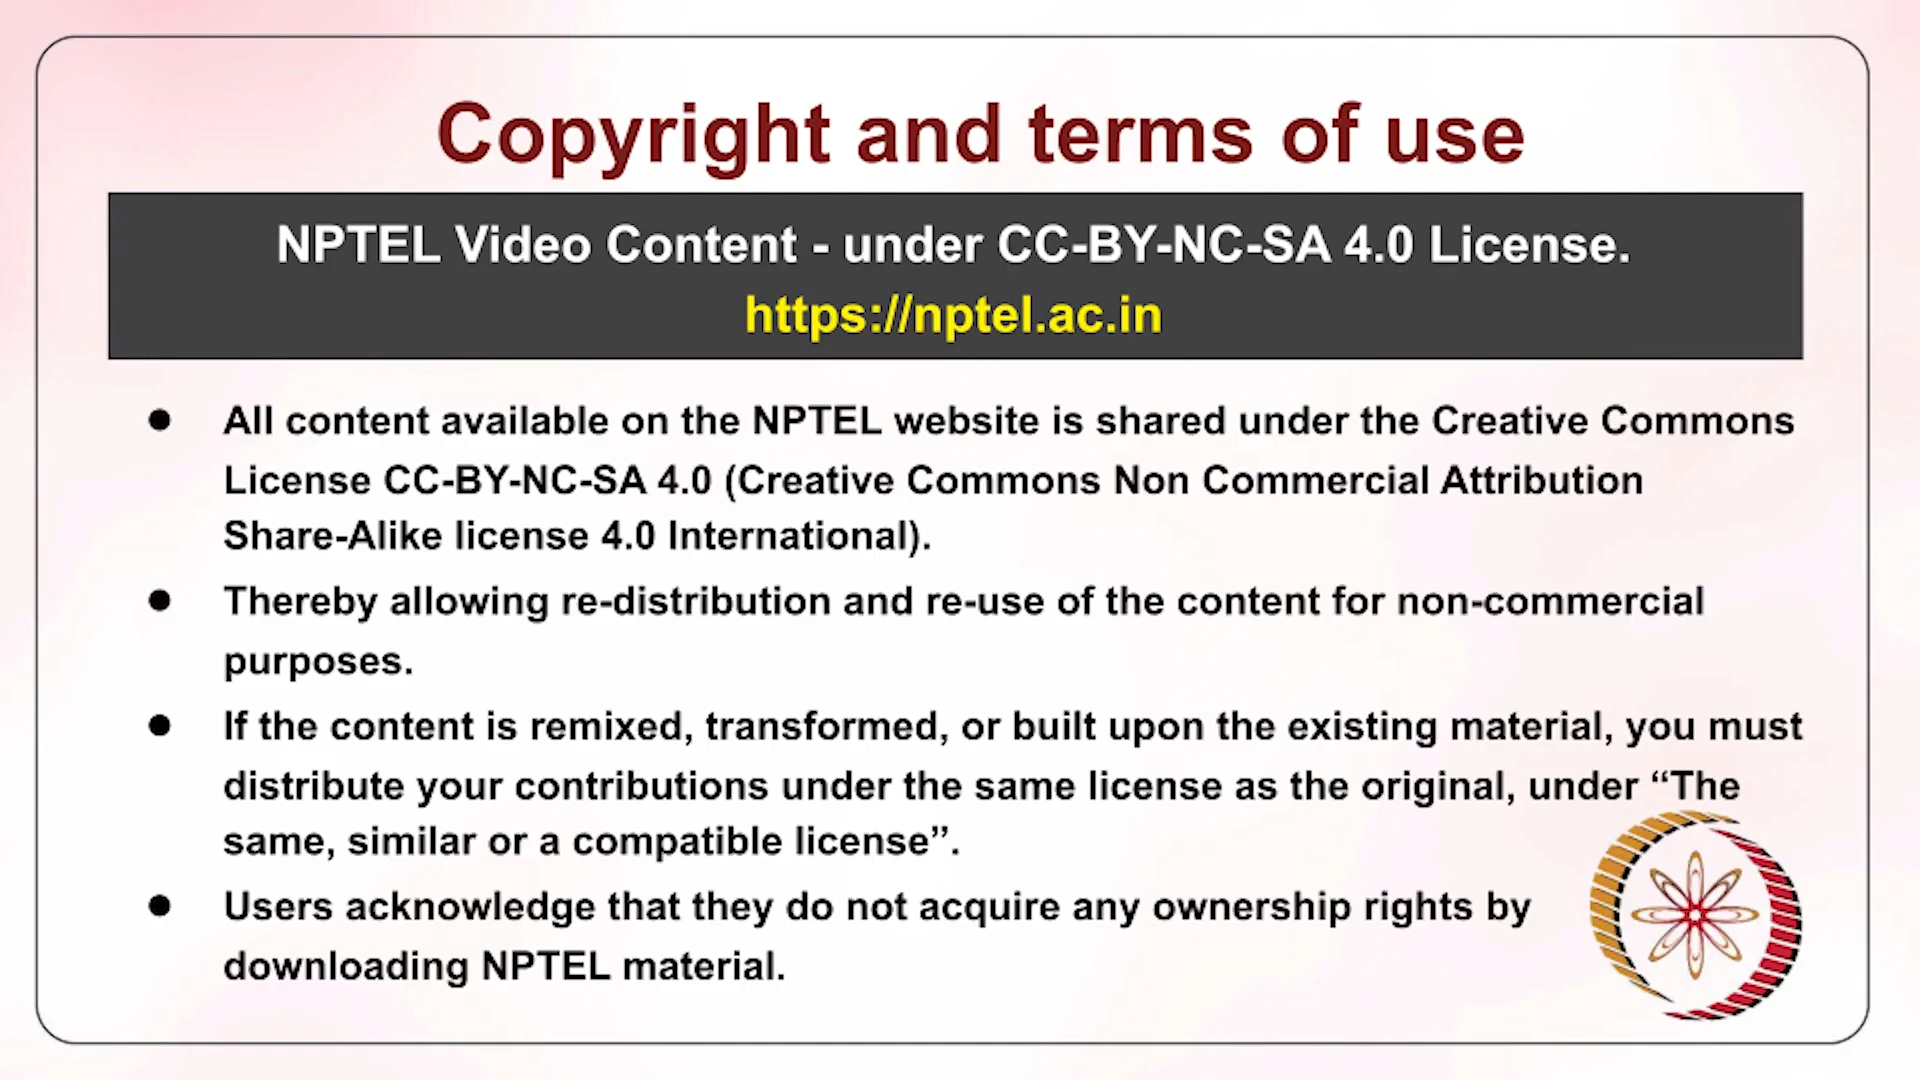 Copyright and terms of use
NPTEL Video Content - under CC-BY-NC-SA 4.0 License.
https://nptel.ac.in
● All content available on the NPTEL website is shared under the Creative Commons
License CC-BY-NC-SA 4.0 (Creative Commons Non Commercial Attribution
Share-Alike license 4.0 International).
● Thereby allowing re-distribution and re-use of the content for non-commercial
purposes.
● If the content is remixed, transformed, or built upon the existing material, you must
distribute your contributions under the same license as the original, under “The
same, similar or a compatible license”.
● Users acknowledge that they do not acquire any ownership rights by
downloading NPTEL material.